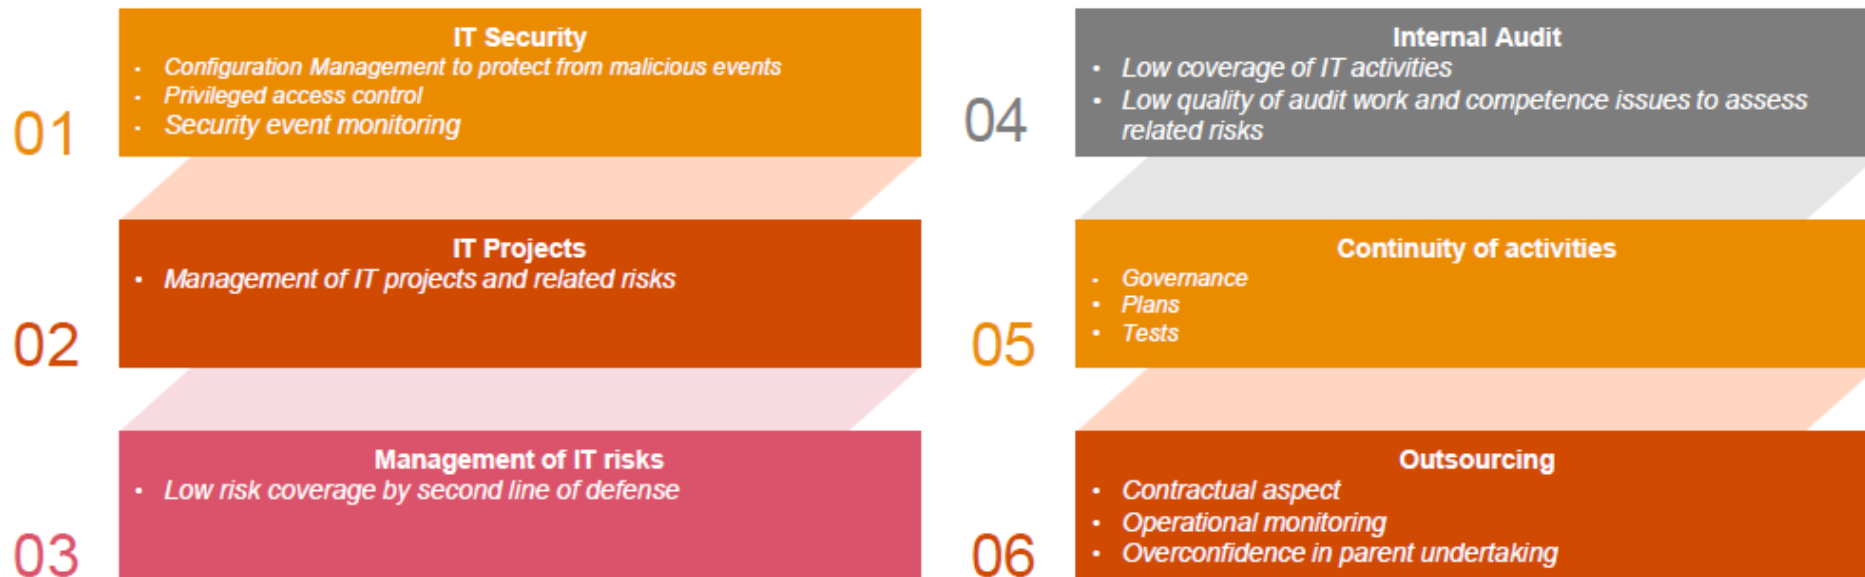 01
IT Security
• Configuration Management to protect from malicious events
• Privileged access control
• Security event monitoring
02
IT Projects
• Management of IT projects and related risks
03
Management of IT risks
• Low risk coverage by second line of defense
04
Internal Audit
• Low coverage of IT activities
• Low quality of audit work and competence issues to assess
related risks
05
Continuity of activities
• Governance
• Plans
• Tests
06
Outsourcing
• Contractual aspect
• Operational monitoring
• Overconfidence in parent undertaking